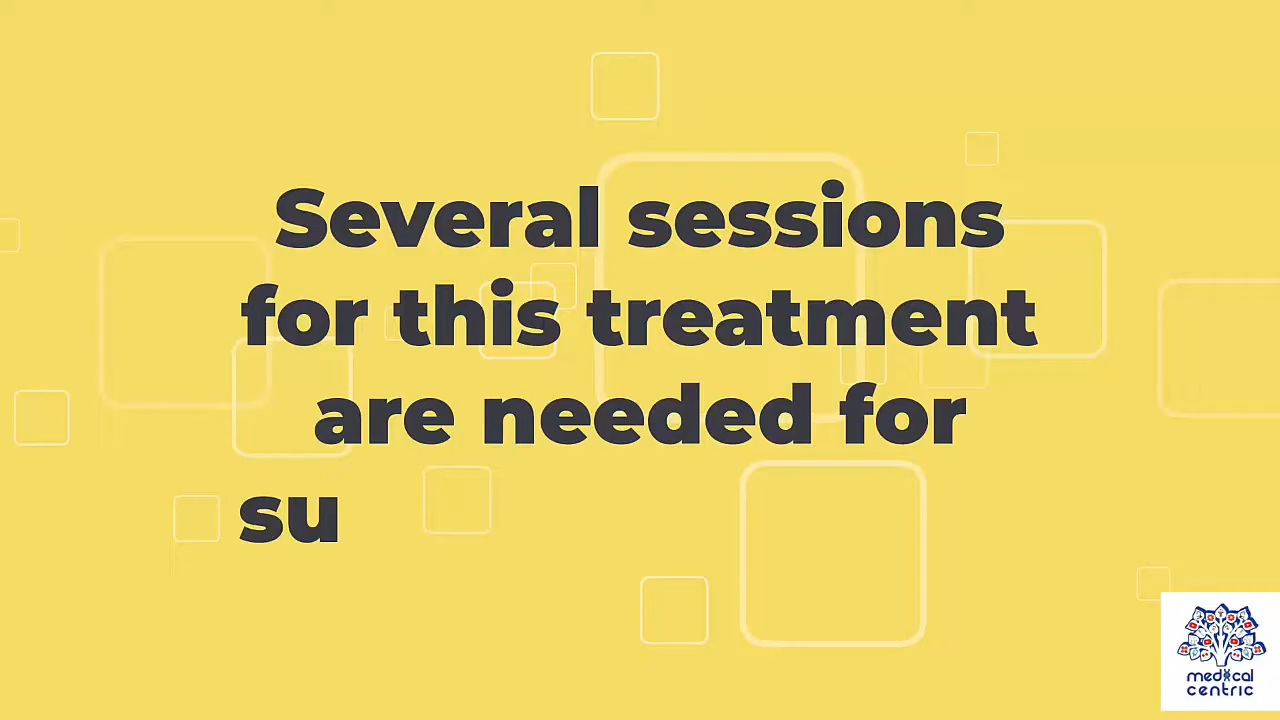 Several sessions
for this treatment
are needed for
su
medical
centric